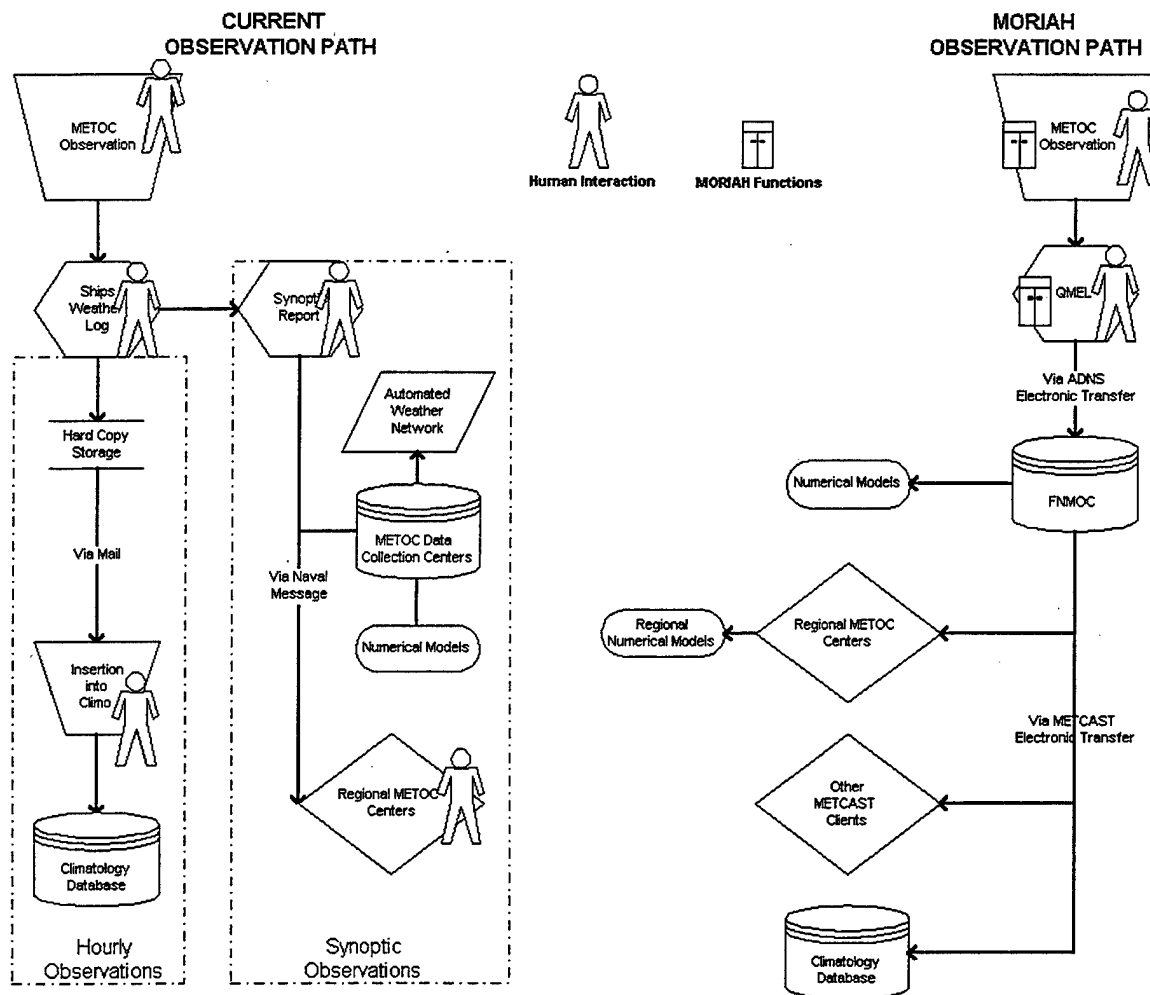 CURRENT
OBSERVATION PATH
METOC
Observation
Ships
Weather
Log
Synopti
Report
Hard Copy
Storage
Via Mail
Insertion
into
Climo
Climatology
Database
Hourly
Observations
Automated
Weather
Network
METOC Data
Collection Centers
Via Naval
Message
Numerical Models
Regional METOC
Centers
Synoptic
Observations
Human Interaction
MORIAH Functions
MORIAH
OBSERVATION PATH
METOC
Observation
QMEL
Via ADNS
Electronic Transfer
Numerical Models
FNMOC
Regional
Numerical Models
Regional METOC
Centers
Via METCAST
Electronic Transfer
Other
METCAST
Clients
Climatology
Database